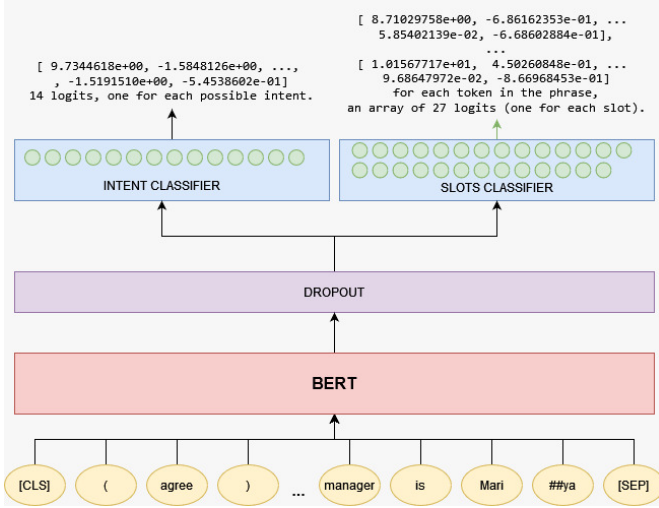 [ 9.7344618e+00, -1.5848126e+00, ...,
, -1.5191510e+00, -5.4538602e-01]
14 logits, one for each possible intent.
[ 8.71029758e+00, -6.86162353e-01, ...
5.85402139e-02, -6.68602884e-01],
...
[ 1.01567717e+01, 4.50260848e-01, ...
9.68647972e-02, -8.66968453e-01]
for each token in the phrase,
an array of 27 logits (one for each slot).
INTENT CLASSIFIER
SLOTS CLASSIFIER
DROPOUT
BERT
[CLS] ( agree ) ... manager is Mari ##ya [SEP]